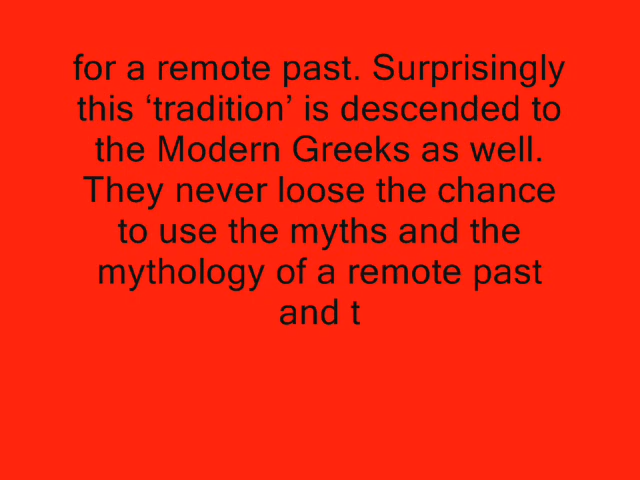 for a remote past. Surprisingly
this ‘tradition’ is descended to
the Modern Greeks as well.
They never loose the chance
to use the myths and the
mythology of a remote past
and t